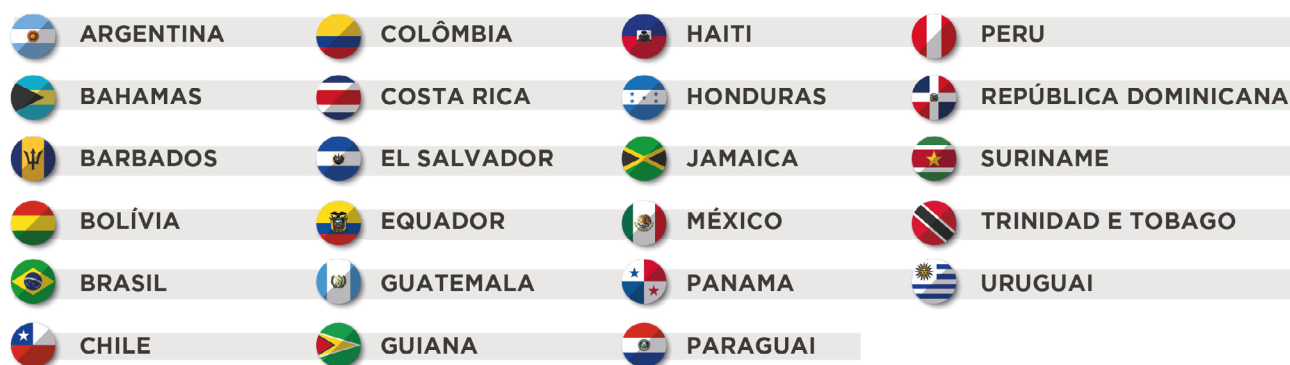 ARGENTINA
BAHAMAS
BARBADOS
BOLÍVIA
BRASIL
CHILE
COLÔMBIA
COSTA RICA
EL SALVADOR
EQUADOR
GUATEMALA
GUIANA
HAITI
HONDURAS
JAMAICA
MÉXICO
PANAMA
PARAGUAI
PERU
REPÚBLICA DOMINICANA
SURINAME
TRINIDAD E TOBAGO
URUGUAI